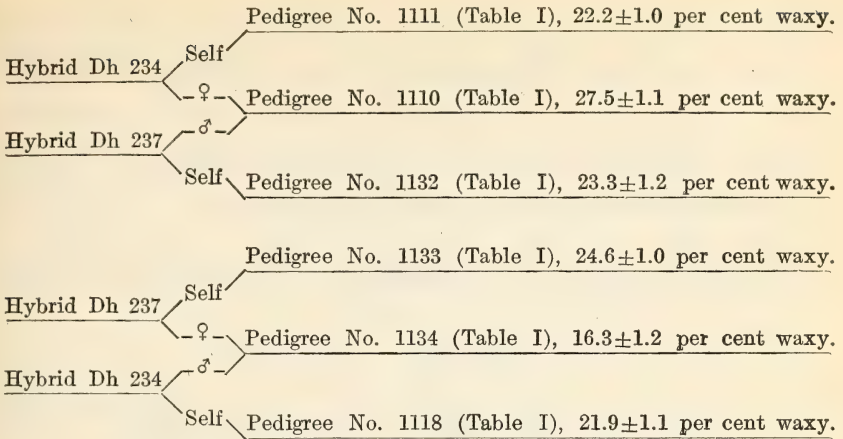 Pedigree No. 1111 (Table I), 22.2±1.0 per cent waxy.
Self
Hybrid Dh 234
♀ Pedigree No. 1110 (Table I), 27.5±1.1 per cent waxy.
♂
Hybrid Dh 237
Self Pedigree No. 1132 (Table I), 23.3±1.2 per cent waxy.
Pedigree No. 1133 (Table I), 24.6±1.0 per cent waxy.
Self
Hybrid Dh 237
♀ Pedigree No. 1134 (Table I), 16.3±1.2 per cent waxy.
♂
Hybrid Dh 234
Self Pedigree No. 1118 (Table I), 21.9±1.1 per cent waxy.